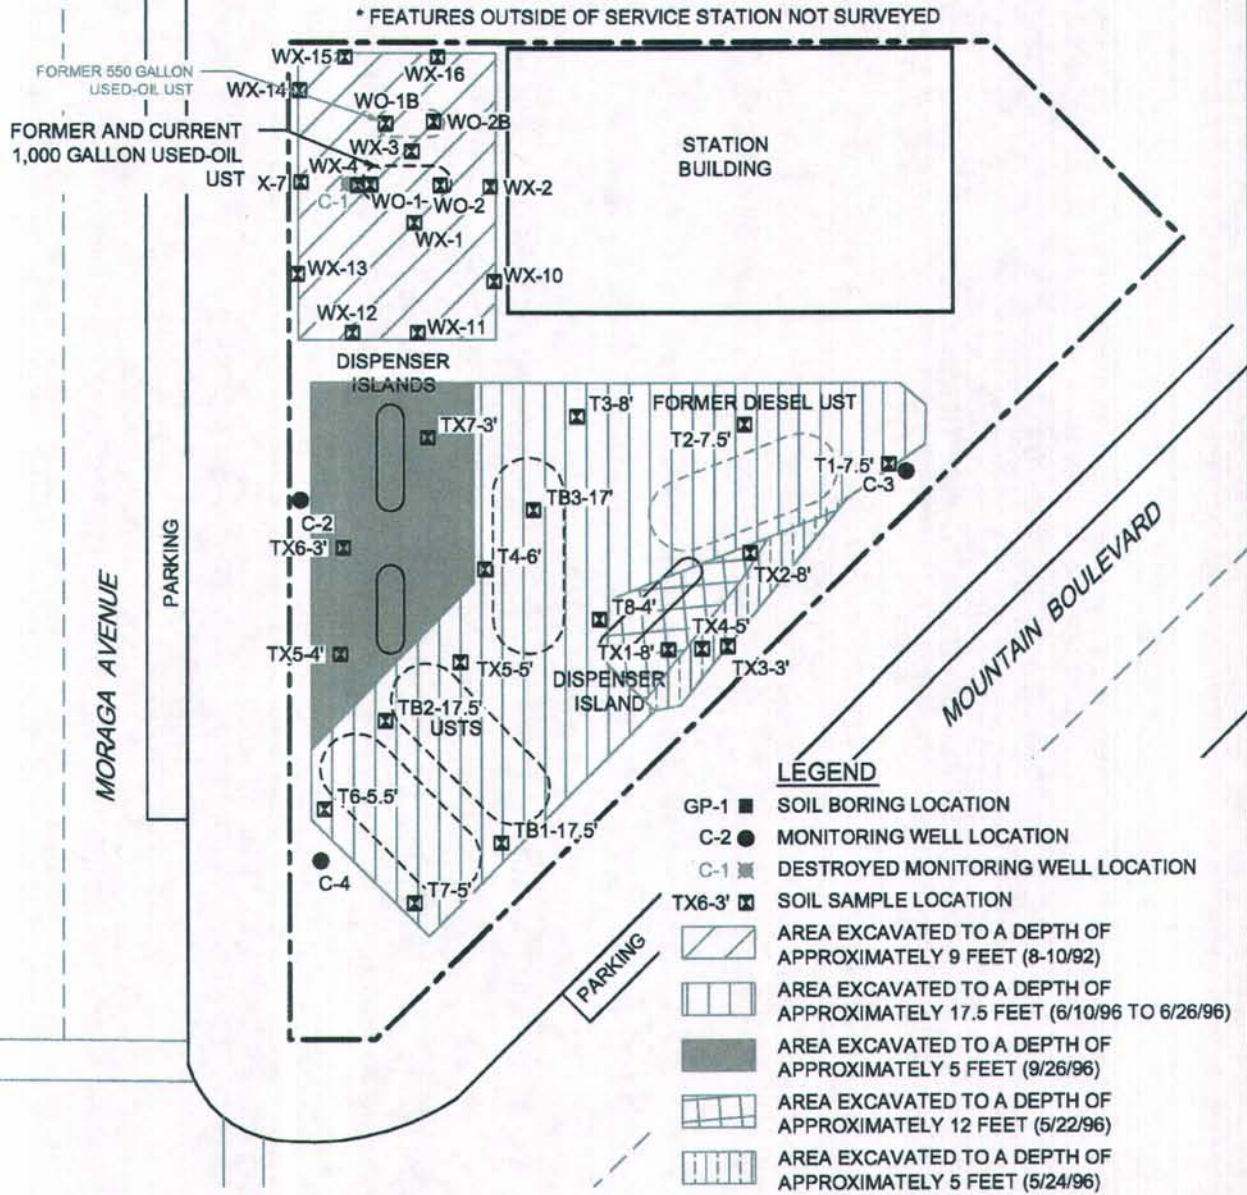 * FEATURES OUTSIDE OF SERVICE STATION NOT SURVEYED
WX-15
WX-16
FORMER 550 GALLON
USED-OIL UST
WX-14
WO-1B
WO-2B
FORMER AND CURRENT
1,000 GALLON USED-OIL
UST
WX-3
WX-4
X-7
C-1
WO-1
WO-2
WX-2
WX-1
STATION
BUILDING
WX-13
WX-10
WX-12
WX-11
DISPENSER
ISLANDS
TX7-3'
T3-8'
FORMER DIESEL UST
T2-7.5'
T1-7.5'
C-3
C-2
TB3-17'
TX6-3'
T4-6'
TX2-8'
T8-4'
TX4-5'
TX1-8'
TX3-3'
TX5-4'
TX5-5'
DISPENSER
ISLAND
TB2-17.5'
USTS
T6-5.5'
TB1-17.5'
C-4
T7-5'
MORAGA AVENUE
PARKING
MOUNTAIN BOULEVARD
PARKING
LEGEND
GP-1 SOIL BORING LOCATION
C-2 MONITORING WELL LOCATION
C-1 DESTROYED MONITORING WELL LOCATION
TX6-3' SOIL SAMPLE LOCATION
AREA EXCAVATED TO A DEPTH OF
APPROXIMATELY 9 FEET (8-10/92)
AREA EXCAVATED TO A DEPTH OF
APPROXIMATELY 17.5 FEET (6/10/96 TO 6/26/96)
AREA EXCAVATED TO A DEPTH OF
APPROXIMATELY 5 FEET (9/26/96)
AREA EXCAVATED TO A DEPTH OF
APPROXIMATELY 12 FEET (5/22/96)
AREA EXCAVATED TO A DEPTH OF
APPROXIMATELY 5 FEET (5/24/96)